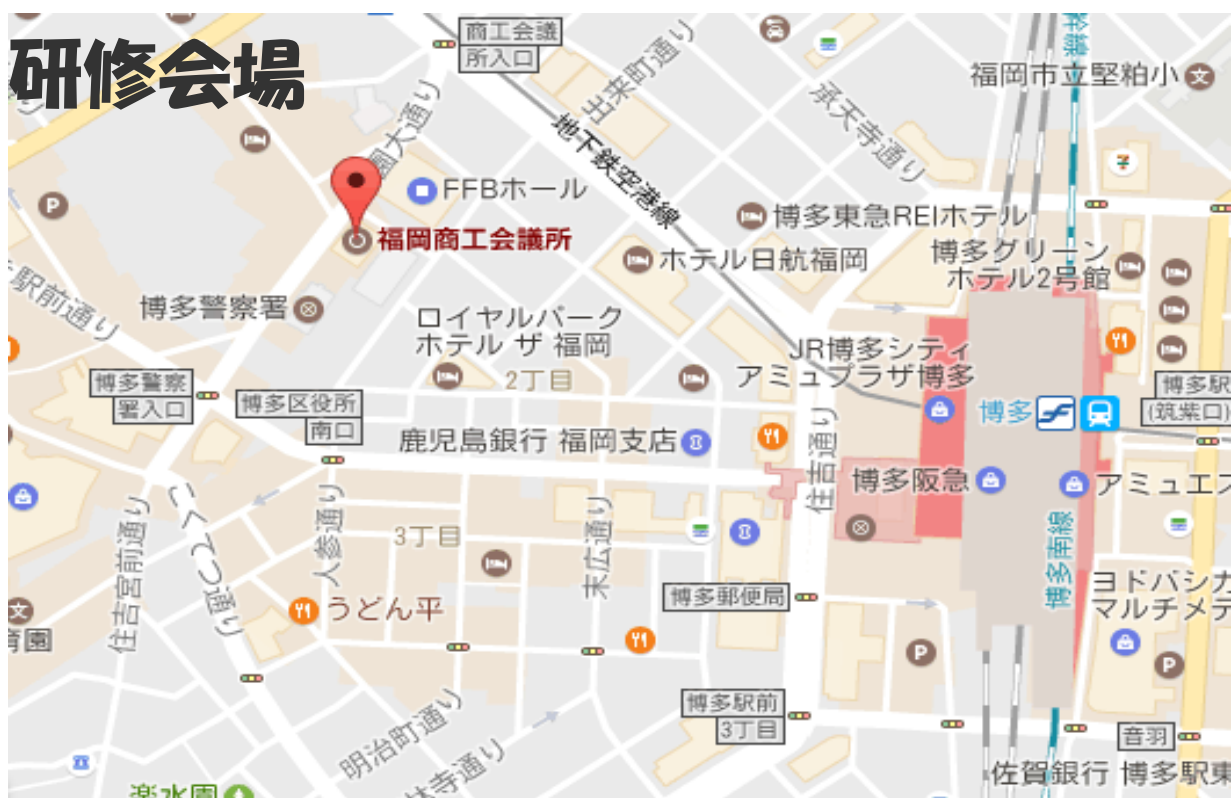 研修会場
商工会議
所入口
出来町通り
福岡市立堅粕小
承天寺通り
園大通り
地下鉄空港線
P
FFBホール
福岡商工会議所
博多東急REIホテル
ホテル日航福岡
博多グリーン
ホテル2号館
駅前通り
博多警察署
ロイヤルパーク
ホテル ザ 福岡
2丁目
JR博多シティ
アミュプラザ博多
博多
博多駅
(筑紫口)
博多警察
署入口
博多区役所
南口
鹿児島銀行 福岡支店
住吉通り
博多阪急
アミュエス
住吉宮前通り
こくてつ通り
人参通り
3丁目
末広通り
博多南線
うどん平
博多郵便局
ヨドバシカ
マルチメデ
育園
P
P
博多駅前
3丁目
明治町通り
林寺通り
音羽
佐賀銀行 博多駅東
楽水園